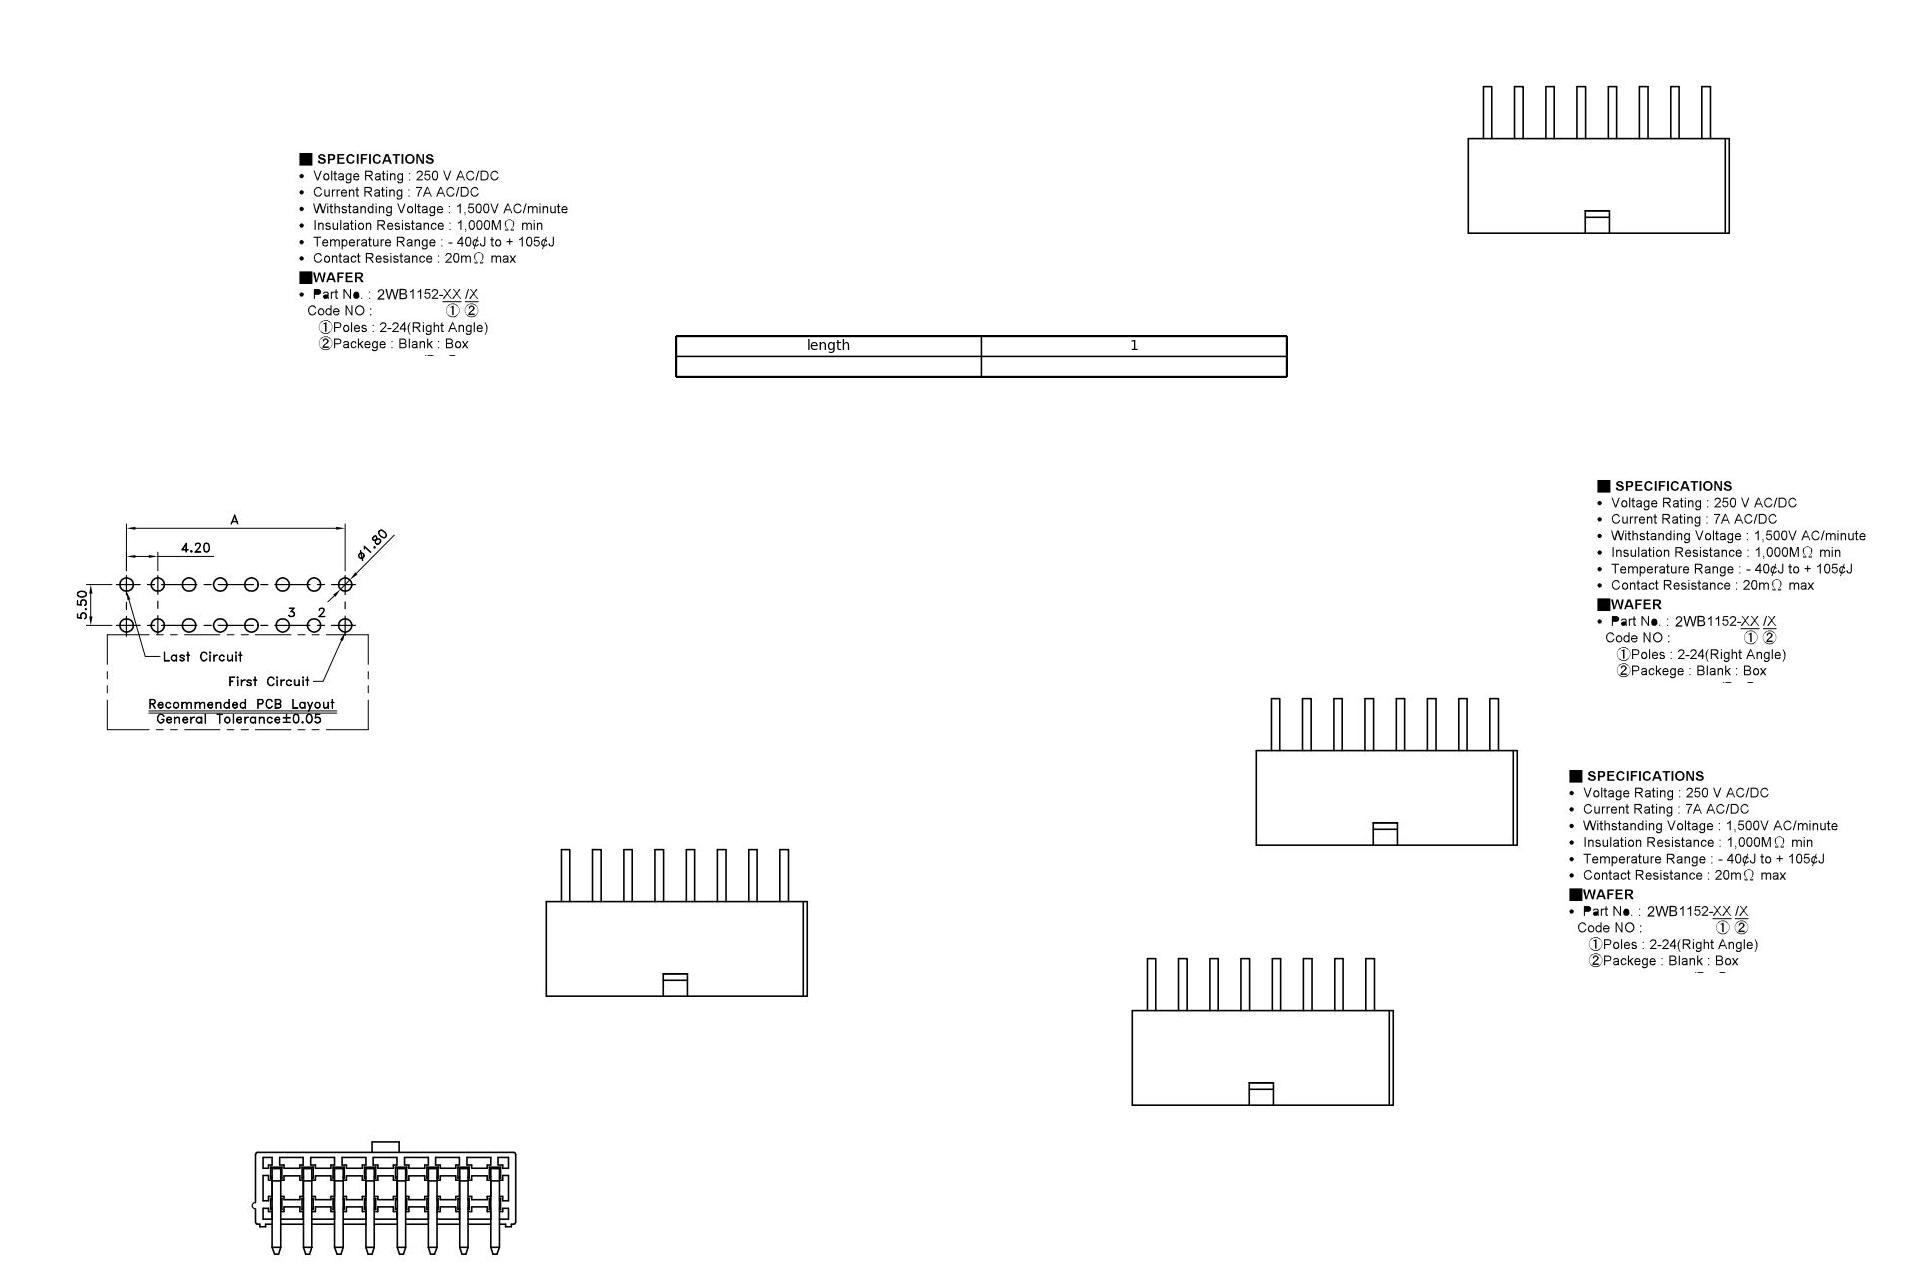 ■ SPECIFICATIONS
• Voltage Rating : 250 V AC/DC
• Current Rating : 7A AC/DC
• Withstanding Voltage : 1,500V AC/minute
• Insulation Resistance : 1,000MΩ min
• Temperature Range : - 40¢J to + 105¢J
• Contact Resistance : 20mΩ max
■WAFER
• Part No. : 2WB1152-XX /X
Code NO : ① ②
①Poles : 2-24(Right Angle)
②Packege : Blank : Box
length 1
A
4.20
ø1.80
5.50
3 2
Last Circuit
First Circuit
Recommended PCB Layout
General Tolerance±0.05
■ SPECIFICATIONS
• Voltage Rating : 250 V AC/DC
• Current Rating : 7A AC/DC
• Withstanding Voltage : 1,500V AC/minute
• Insulation Resistance : 1,000MΩ min
• Temperature Range : - 40¢J to + 105¢J
• Contact Resistance : 20mΩ max
■WAFER
• Part No. : 2WB1152-XX /X
Code NO : ① ②
①Poles : 2-24(Right Angle)
②Packege : Blank : Box
■ SPECIFICATIONS
• Voltage Rating : 250 V AC/DC
• Current Rating : 7A AC/DC
• Withstanding Voltage : 1,500V AC/minute
• Insulation Resistance : 1,000MΩ min
• Temperature Range : - 40¢J to + 105¢J
• Contact Resistance : 20mΩ max
■WAFER
• Part No. : 2WB1152-XX /X
Code NO : ① ②
①Poles : 2-24(Right Angle)
②Packege : Blank : Box